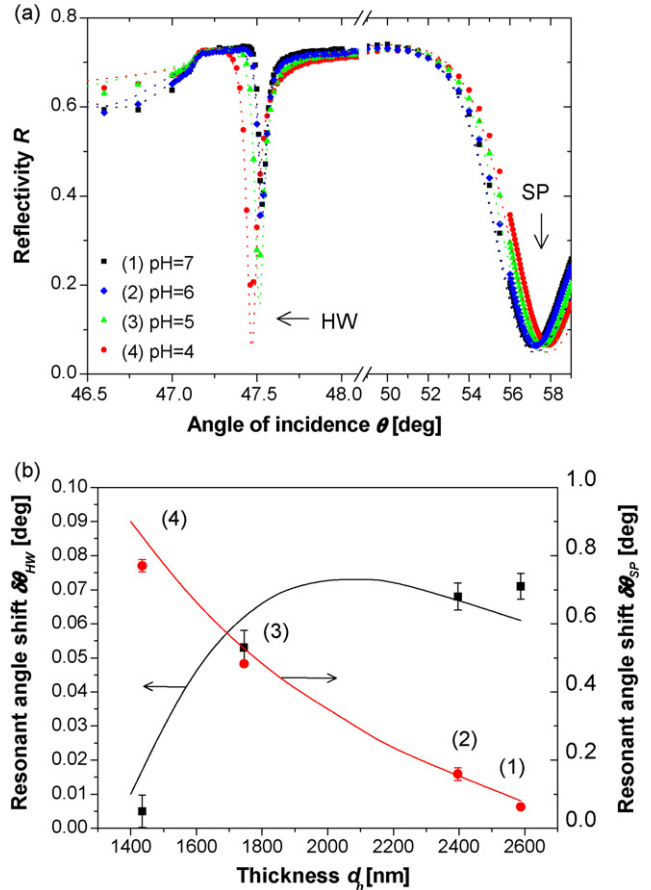 (a)
0.8
0.6
0.4
0.2
0.0
Reflectivity R
SP
HW
(1) pH=7
(2) pH=6
(3) pH=5
(4) pH=4
46.5 47.0 47.5 48.0 50 52 54 56 58
Angle of incidence θ [deg]
(b)
0.10
0.09
0.08
0.07
0.06
0.05
0.04
0.03
0.02
0.01
0.00
Resonant angle shift δθHW [deg]
1.0
0.8
0.6
0.4
0.2
0.0
Resonant angle shift δθSP [deg]
(4)
(3)
(2)
(1)
1400 1600 1800 2000 2200 2400 2600
Thickness dh [nm]